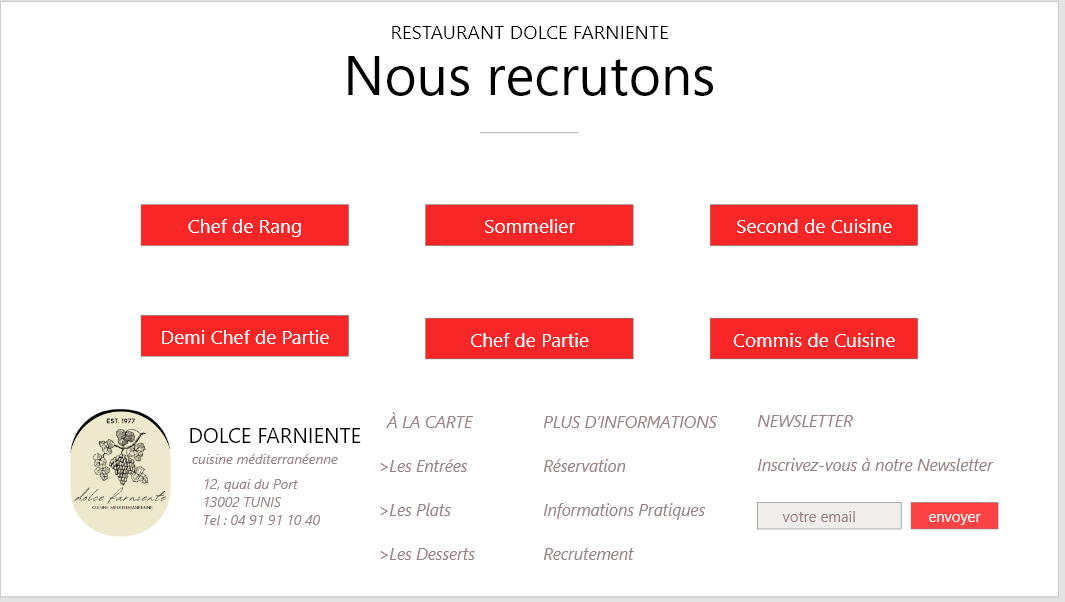 RESTAURANT DOLCE FARNIENTE
Nous recrutons
Chef de Rang
Sommelier
Second de Cuisine
Demi Chef de Partie
Chef de Partie
Commis de Cuisine
EST. 1977
dolce farniente
CUISINE MÉDITERRANÉENNE
DOLCE FARNIENTE
cuisine méditerranéenne
12, quai du Port
13002 TUNIS
Tel : 04 91 91 10 40
À LA CARTE
>Les Entrées
>Les Plats
>Les Desserts
PLUS D’INFORMATIONS
Réservation
Informations Pratiques
Recrutement
NEWSLETTER
Inscrivez-vous à notre Newsletter
votre email
envoyer